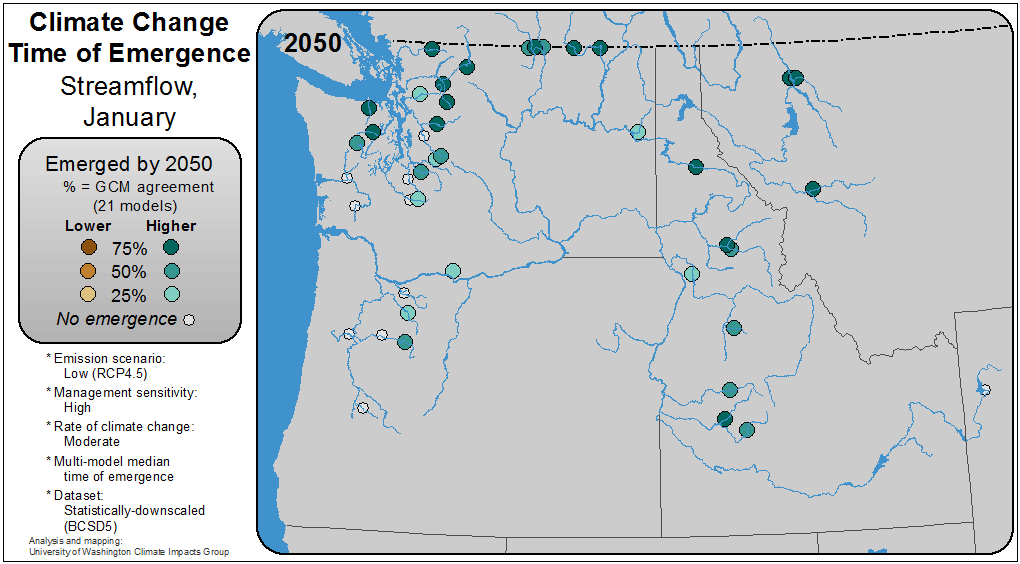 Climate Change
Time of Emergence
Streamflow,
January
Emerged by 2050
% = GCM agreement
(21 models)
Lower Higher
75%
50%
25%
No emergence
* Emission scenario:
Low (RCP4.5)
* Management sensitivity:
High
* Rate of climate change:
Moderate
* Multi-model median
time of emergence
* Dataset:
Statistically-downscaled
(BCSD5)
Analysis and mapping:
University of Washington Climate Impacts Group
2050